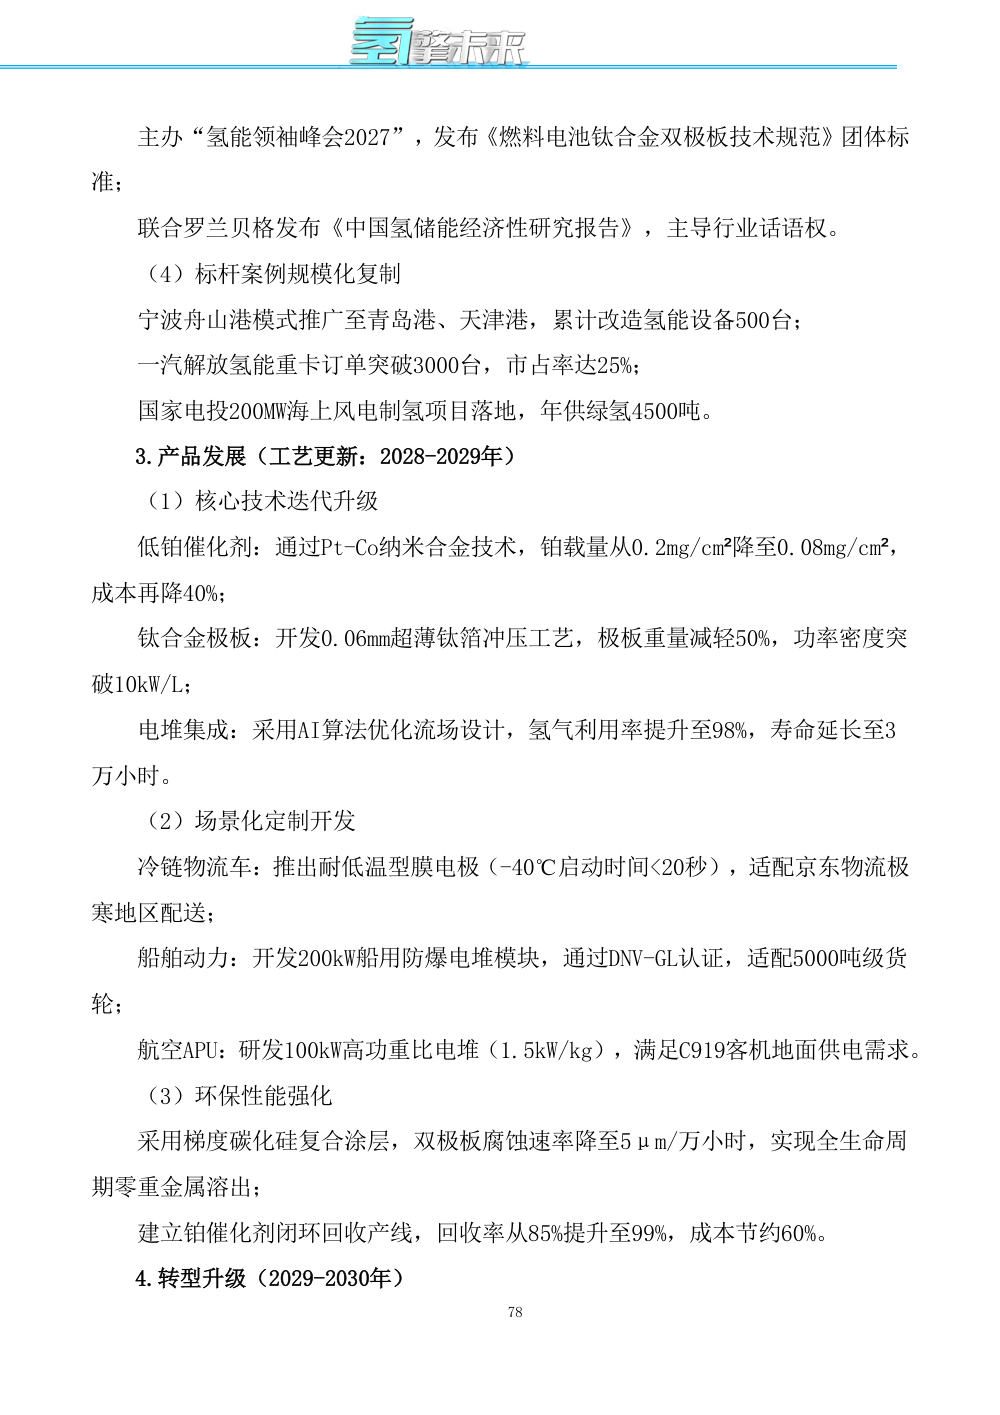 氢擎未来
主办“氢能领袖峰会2027”，发布《燃料电池钛合金双极板技术规范》团体标
准；
联合罗兰贝格发布《中国氢储能经济性研究报告》，主导行业话语权。
（4）标杆案例规模化复制
宁波舟山港模式推广至青岛港、天津港，累计改造氢能设备500台；
一汽解放氢能重卡订单突破3000台，市占率达25%；
国家电投200MW海上风电制氢项目落地，年供绿氢4500吨。
3.产品发展（工艺更新：2028-2029年）
（1）核心技术迭代升级
低铂催化剂：通过Pt-Co纳米合金技术，铂载量从0.2mg/cm²降至0.08mg/cm²，
成本再降40%；
钛合金极板：开发0.06mm超薄钛箔冲压工艺，极板重量减轻50%，功率密度突
破10kW/L；
电堆集成：采用AI算法优化流场设计，氢气利用率提升至98%，寿命延长至3
万小时。
（2）场景化定制开发
冷链物流车：推出耐低温型膜电极（-40℃启动时间<20秒），适配京东物流极
寒地区配送；
船舶动力：开发200kW船用防爆电堆模块，通过DNV-GL认证，适配5000吨级货
轮；
航空APU：研发100kW高功重比电堆（1.5kW/kg），满足C919客机地面供电需求。
（3）环保性能强化
采用梯度碳化硅复合涂层，双极板腐蚀速率降至5μm/万小时，实现全生命周
期零重金属溶出；
建立铂催化剂闭环回收产线，回收率从85%提升至99%，成本节约60%。
4.转型升级（2029-2030年）
78